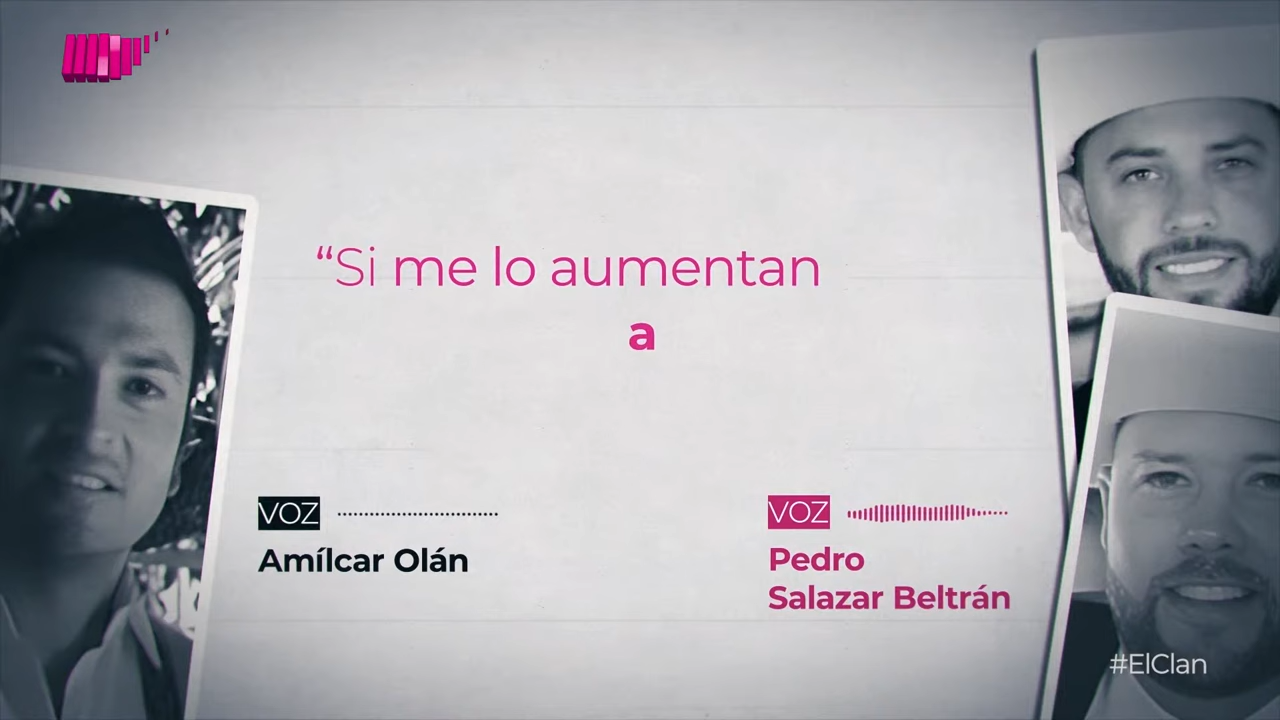 “Si me lo aumentan
a
VOZ
Amílcar Olán
VOZ
Pedro
Salazar Beltrán
#ElClan